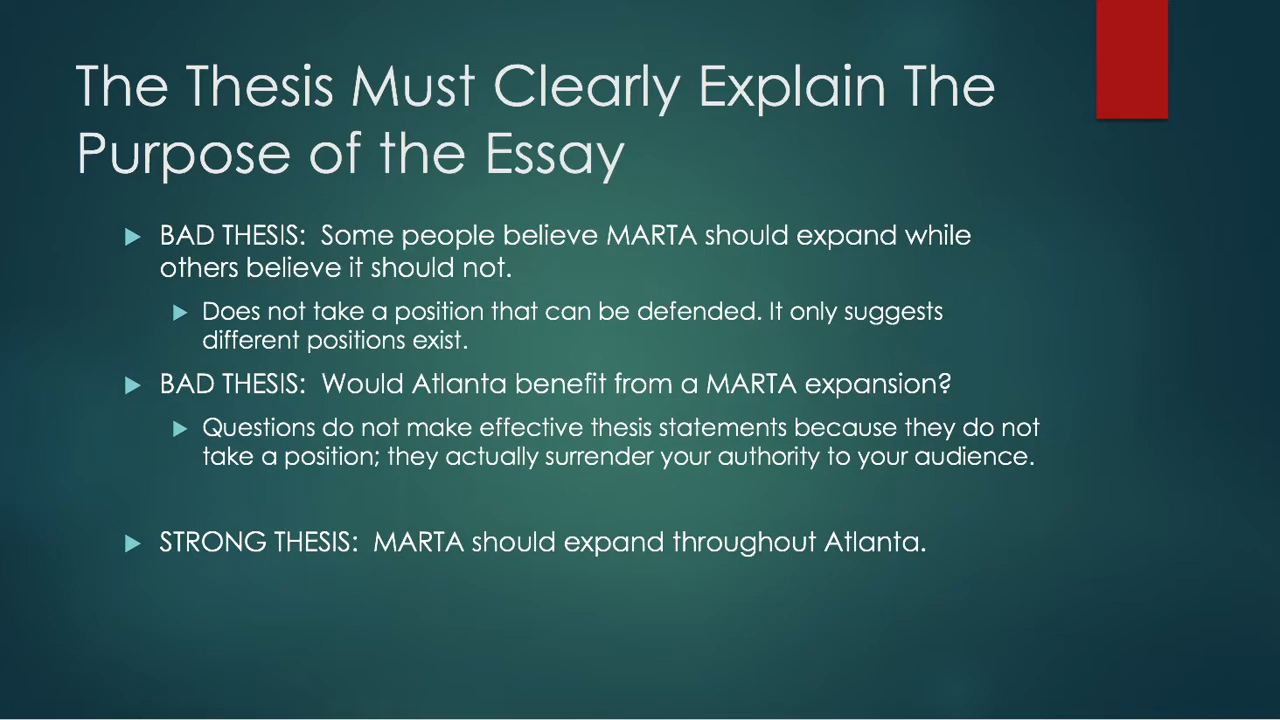 The Thesis Must Clearly Explain The
Purpose of the Essay
BAD THESIS: Some people believe MARTA should expand while
others believe it should not.
Does not take a position that can be defended. It only suggests
different positions exist.
BAD THESIS: Would Atlanta benefit from a MARTA expansion?
Questions do not make effective thesis statements because they do not
take a position; they actually surrender your authority to your audience.
STRONG THESIS: MARTA should expand throughout Atlanta.